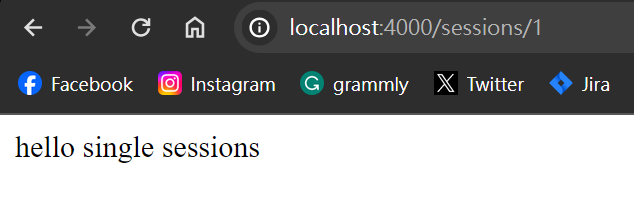 localhost:4000/sessions/1
Facebook Instagram grammly Twitter Jira
hello single sessions